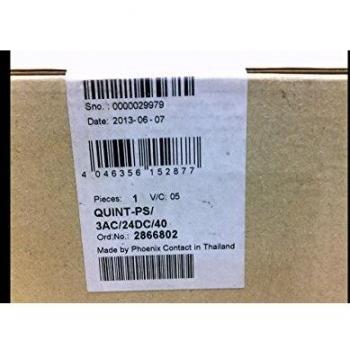 Sno.: 0000029979
Date: 2013-06-07
4 046356 152877
Pieces: 1 V/C: 05
QUINT-PS/
3AC/24DC/40
Ord.No.: 2866802
Made by Phoenix Contact in Thailand